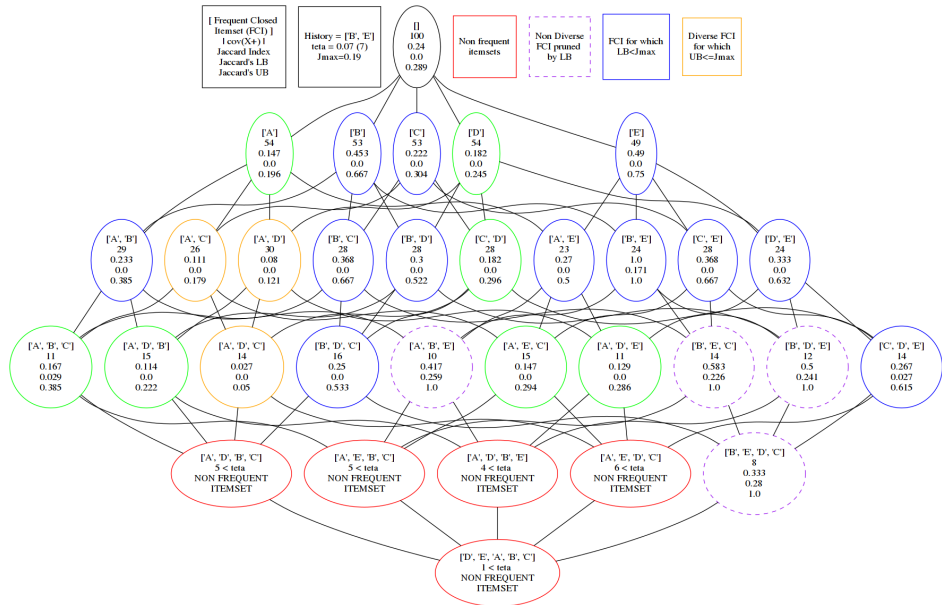 [ Frequent Closed
Itemset (FCI) ]
| cov(X+) |
Jaccard Index
Jaccard's LB
Jaccard's UB
History = ['B', 'E']
teta = 0.07 (7)
Jmax=0.19
[]
100
0.24
0.0
0.289
Non frequent
itemsets
Non Diverse
FCI pruned
by LB
FCI for which
LB<Jmax
Diverse FCI
for which
UB<=Jmax
['A']
54
0.147
0.0
0.196
['B']
53
0.453
0.0
0.667
['C']
53
0.222
0.0
0.304
['D']
54
0.182
0.0
0.245
['E']
49
0.49
0.0
0.75
['A', 'B']
29
0.233
0.0
0.385
['A', 'C']
26
0.111
0.0
0.179
['A', 'D']
30
0.08
0.0
0.121
['B', 'C']
28
0.368
0.0
0.667
['B', 'D']
28
0.3
0.0
0.522
['C', 'D']
28
0.182
0.0
0.296
['A', 'E']
23
0.27
0.0
0.5
['B', 'E']
24
1.0
0.171
1.0
['C', 'E']
28
0.368
0.0
0.667
['D', 'E']
24
0.333
0.0
0.632
['A', 'B', 'C']
11
0.167
0.029
0.385
['A', 'D', 'B']
15
0.114
0.0
0.222
['A', 'D', 'C']
14
0.027
0.0
0.05
['B', 'D', 'C']
16
0.25
0.0
0.533
['A', 'B', 'E']
10
0.417
0.259
1.0
['A', 'E', 'C']
15
0.147
0.0
0.294
['A', 'D', 'E']
11
0.129
0.0
0.286
['B', 'E', 'C']
14
0.583
0.226
1.0
['B', 'D', 'E']
12
0.5
0.241
1.0
['C', 'D', 'E']
14
0.267
0.027
0.615
['A', 'D', 'B', 'C']
5 < teta
NON FREQUENT
ITEMSET
['A', 'E', 'B', 'C']
5 < teta
NON FREQUENT
ITEMSET
['A', 'D', 'B', 'E']
4 < teta
NON FREQUENT
ITEMSET
['A', 'E', 'D', 'C']
6 < teta
NON FREQUENT
ITEMSET
['B', 'E', 'D', 'C']
8
0.333
0.28
1.0
['D', 'E', 'A', 'B', 'C']
1 < teta
NON FREQUENT
ITEMSET